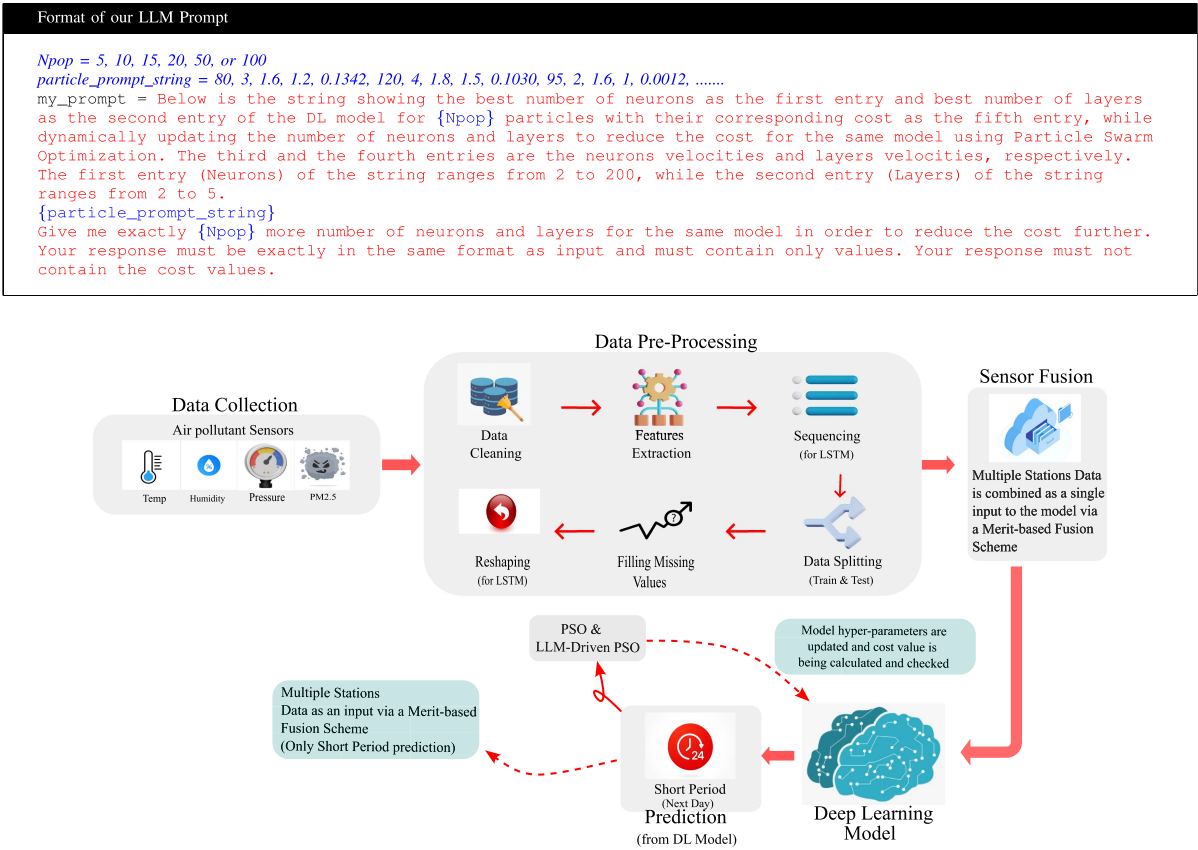 Format of our LLM Prompt
Npop = 5, 10, 15, 20, 50, or 100
particle_prompt_string = 80, 3, 1.6, 1.2, 0.1342, 120, 4, 1.8, 1.5, 0.1030, 95, 2, 1.6, 1, 0.0012, .......
my_prompt = Below is the string showing the best number of neurons as the first entry and best number of layers
as the second entry of the DL model for {Npop} particles with their corresponding cost as the fifth entry, while
dynamically updating the number of neurons and layers to reduce the cost for the same model using Particle Swarm
Optimization. The third and the fourth entries are the neurons velocities and layers velocities, respectively.
The first entry (Neurons) of the string ranges from 2 to 200, while the second entry (Layers) of the string
ranges from 2 to 5.
{particle_prompt_string}
Give me exactly {Npop} more number of neurons and layers for the same model in order to reduce the cost further.
Your response must be exactly in the same format as input and must contain only values. Your response must not
contain the cost values.
Data Collection
Air pollutant Sensors
Temp
Humidity
Pressure
PM2.5
Data Pre-Processing
Data
Cleaning
Features
Extraction
Sequencing
(for LSTM)
Data Splitting
(Train & Test)
?
Filling Missing
Values
Reshaping
(for LSTM)
Sensor Fusion
Multiple Stations Data
is combined as a single
input to the model via
a Merit-based Fusion
Scheme
Deep Learning
Model
24
Short Period
(Next Day)
Prediction
(from DL Model)
PSO &
LLM-Driven PSO
Model hyper-parameters are
updated and cost value is
being calculated and checked
Multiple Stations
Data as an input via a Merit-based
Fusion Scheme
(Only Short Period prediction)